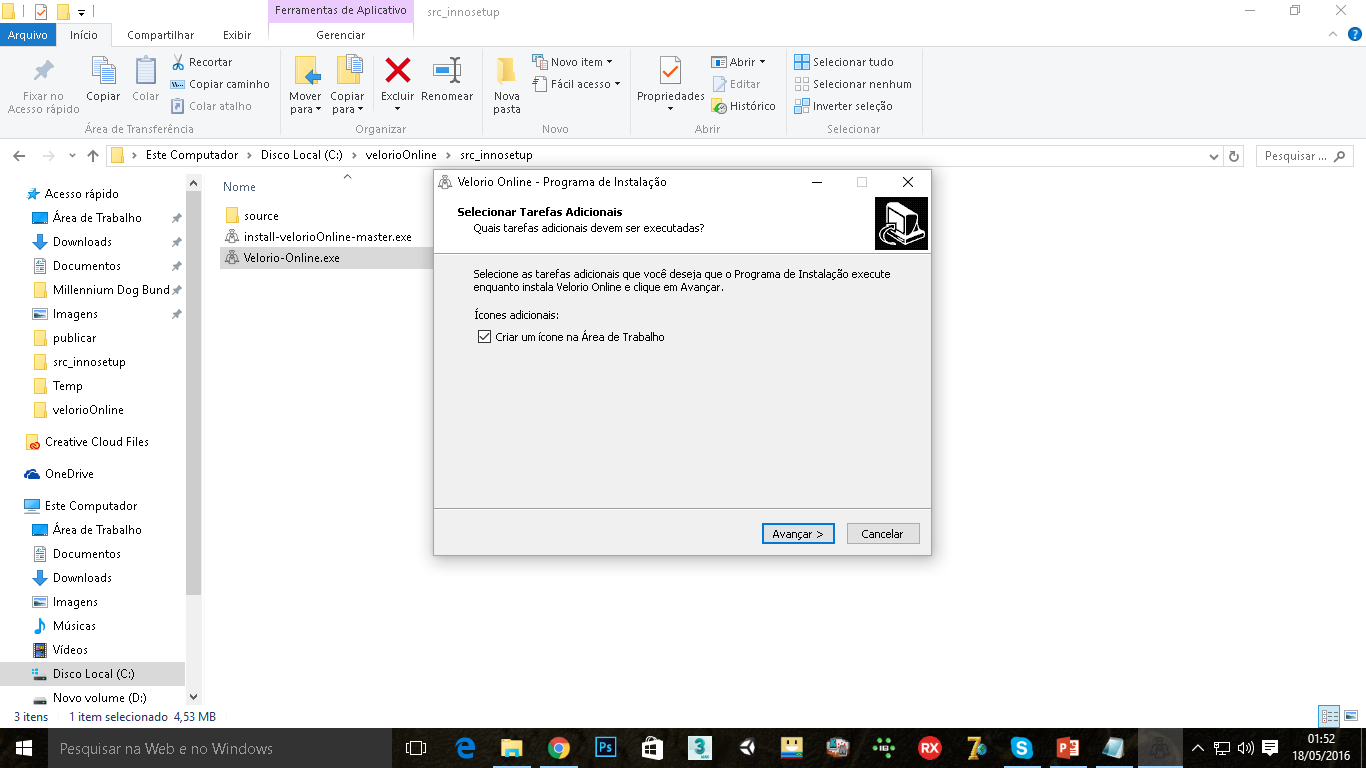 Ferramentas de Aplicativo
src_innosetup
Arquivo
Início
Compartilhar
Exibir
Gerenciar
Fixar no
Acesso rápido
Copiar
Colar
Recortar
Copiar caminho
Colar atalho
Área de Transferência
Mover
para
Copiar
para
Excluir
Renomear
Organizar
Nova
pasta
Novo item
Fácil acesso
Novo
Propriedades
Abrir
Editar
Histórico
Abrir
Selecionar tudo
Selecionar nenhum
Inverter seleção
Selecionar
Este Computador
Disco Local (C:)
velorioOnline
src_innosetup
Pesquisar ...
Acesso rápido
Área de Trabalho
Downloads
Documentos
Millennium Dog Bund
Imagens
publicar
src_innosetup
Temp
velorioOnline
Creative Cloud Files
OneDrive
Este Computador
Área de Trabalho
Documentos
Downloads
Imagens
Músicas
Vídeos
Disco Local (C:)
Novo volume (D:)
Nome
source
install-velorioOnline-master.exe
Velorio-Online.exe
Velorio Online - Programa de Instalação
Selecionar Tarefas Adicionais
Quais tarefas adicionais devem ser executadas?
Selecione as tarefas adicionais que você deseja que o Programa de Instalação execute
enquanto instala Velorio Online e clique em Avançar.
Ícones adicionais:
Criar um ícone na Área de Trabalho
Avançar >
Cancelar
3 itens
1 item selecionado 4,53 MB
Pesquisar na Web e no Windows
Ps
3
RX
7
S
P
01:52
18/05/2016